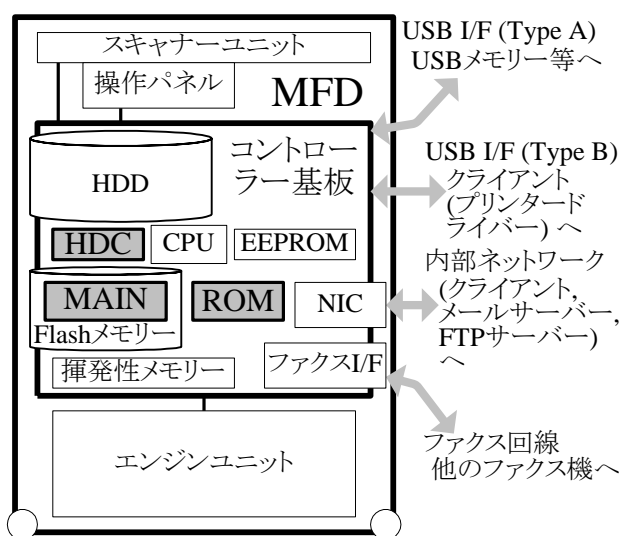 スキャナーユニット
操作パネル
MFD
コントロー
ラー基板
HDD
HDC
CPU
EEPROM
MAIN
ROM
NIC
Flashメモリー
揮発性メモリー
ファクスI/F
エンジンユニット
USB I/F (Type A)
USBメモリー等へ
USB I/F (Type B)
クライアント
(プリンタード
ライバー) へ
内部ネットワーク
(クライアント,
メールサーバー,
FTPサーバー)
へ
ファクス回線
他のファクス機へ